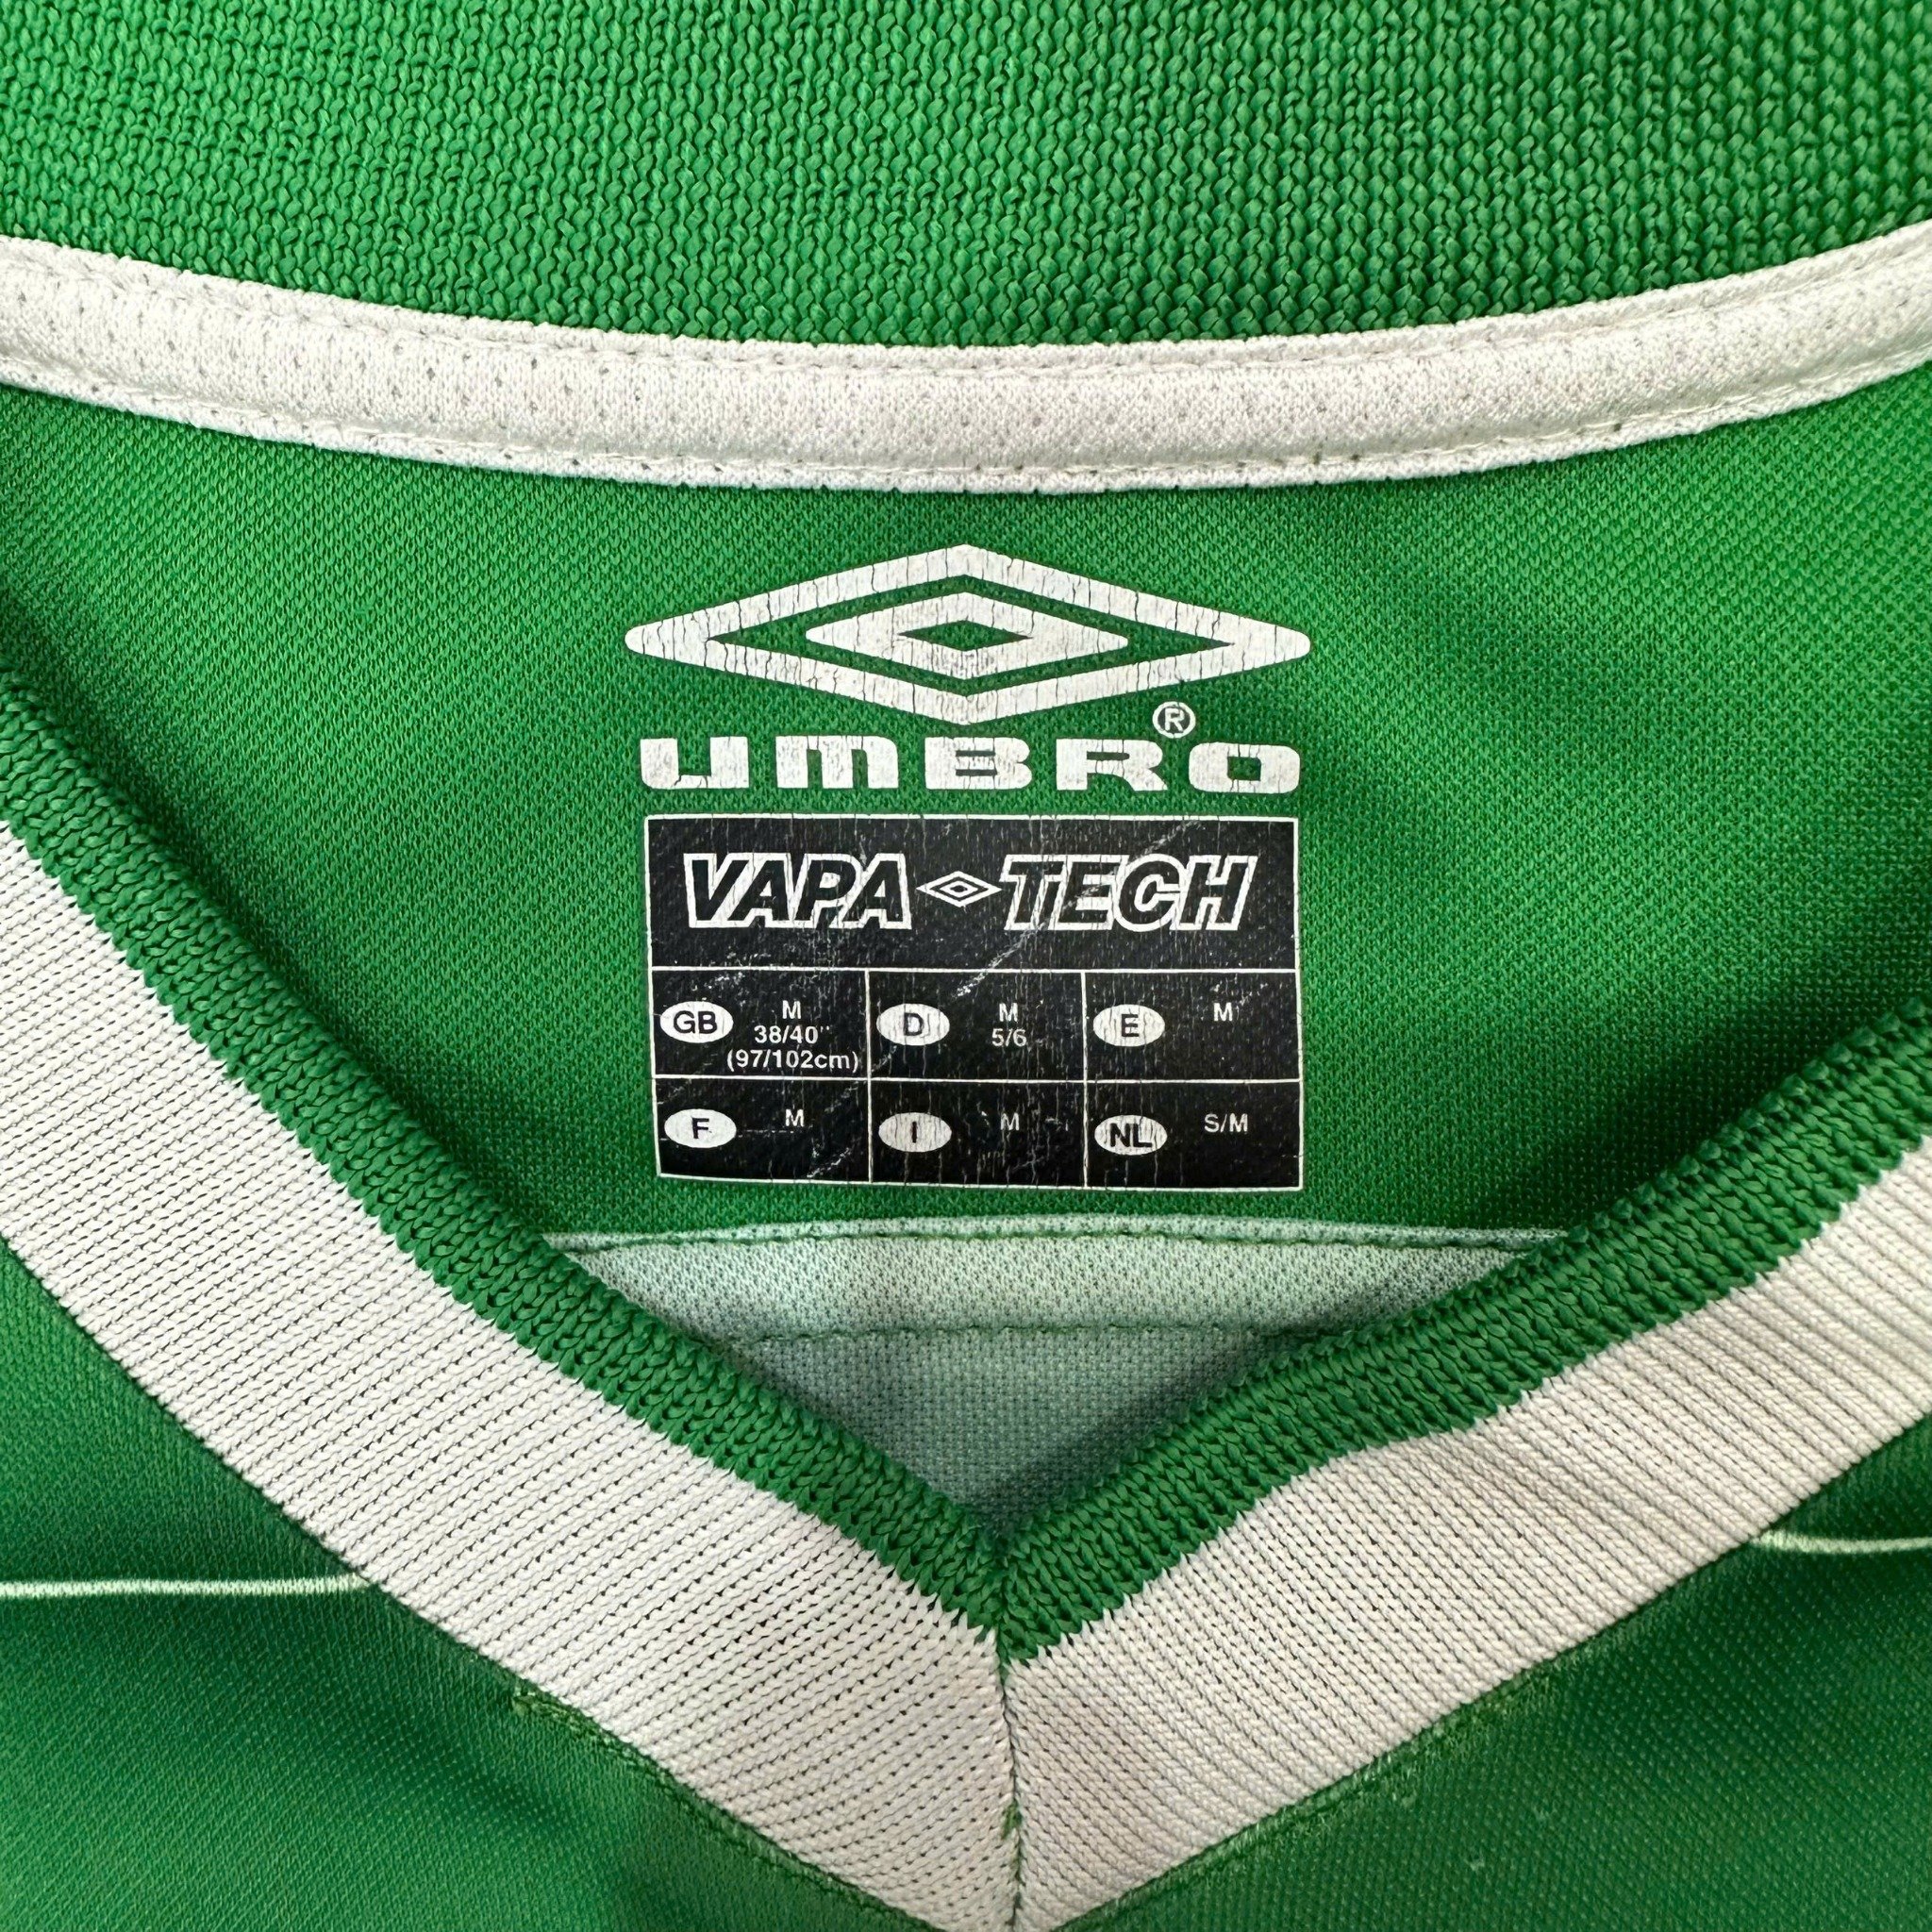 ®
UMBRO
VAPA TECH
GB M 38/40"
(97/102cm)
D M
5/6
E M
F M
I M
NL S/M